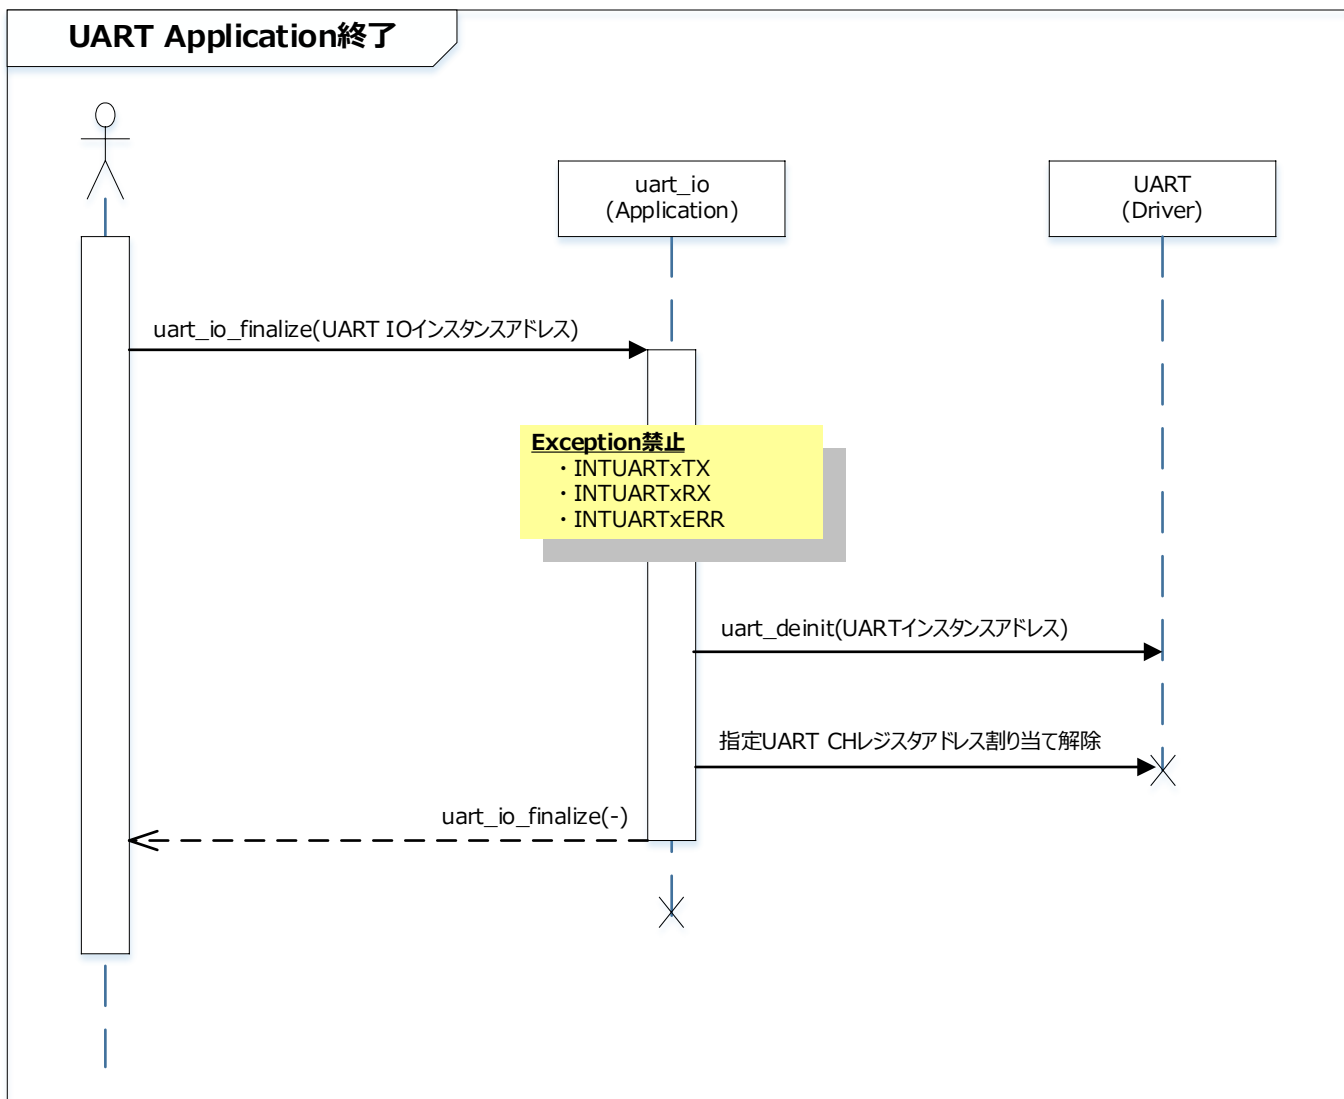 UART Application終了
uart_io
(Application)
UART
(Driver)
uart_io_finalize(UART IOインスタンスアドレス)
Exception禁止
・INTUARTxTX
・INTUARTxRX
・INTUARTxERR
uart_deinit(UARTインスタンスアドレス)
指定UART CHレジスタアドレス割り当て解除
uart_io_finalize(-)